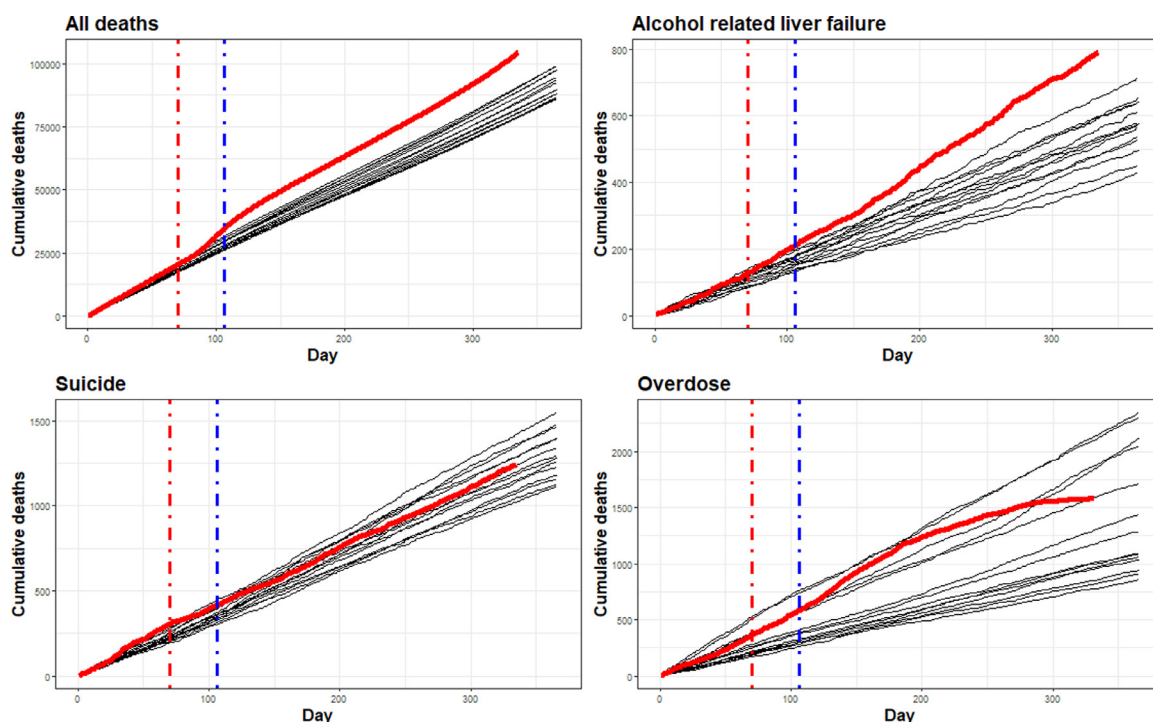 All deaths
Cumulative deaths
100000
75000
50000
25000
0
0
100
200
300
Day
Alcohol related liver failure
Cumulative deaths
800
600
400
200
0
0
100
200
300
Day
Suicide
Cumulative deaths
1500
1000
500
0
0
100
200
300
Day
Overdose
Cumulative deaths
2000
1500
1000
500
0
0
100
200
300
Day